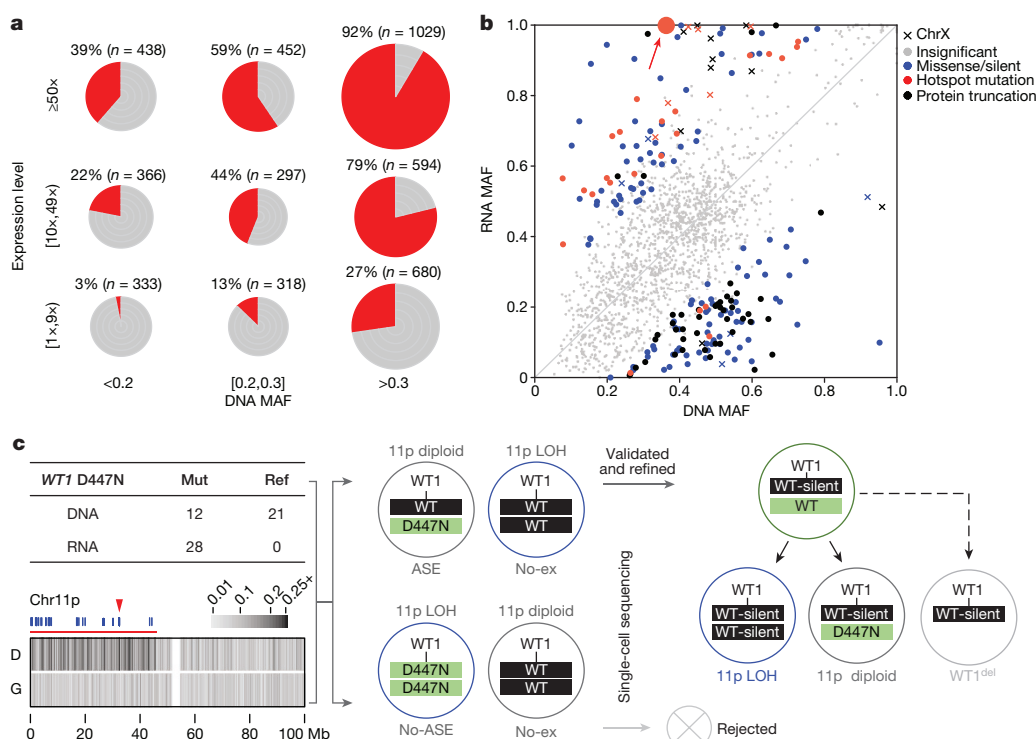 a
39% (n = 438)
59% (n = 452)
92% (n = 1029)
≥50x
22% (n = 366)
44% (n = 297)
79% (n = 594)
[10x,49x]
3% (n = 333)
13% (n = 318)
27% (n = 680)
[1x,9x]
Expression level
<0.2
[0.2,0.3]
>0.3
DNA MAF
b
1.0
0.8
0.6
0.4
0.2
0
RNA MAF
0
0.2
0.4
0.6
0.8
1.0
DNA MAF
ChrX
Insignificant
Missense/silent
Hotspot mutation
Protein truncation
c
WT1 D447N Mut Ref
DNA 12 21
RNA 28 0
Chr11p
0.01
0.1
0.2
0.25+
D
G
0 20 40 60 80 100 Mb
11p diploid
WT1
WT
D447N
ASE
11p LOH
WT1
WT
WT
No-ex
11p LOH
WT1
D447N
D447N
No-ASE
11p diploid
WT1
WT
WT
No-ex
Validated
and refined
Single-cell sequencing
Rejected
WT1
WT-silent
WT
WT1
WT-silent
WT-silent
11p LOH
WT1
WT-silent
D447N
11p diploid
WT1
WT-silent
WT1del